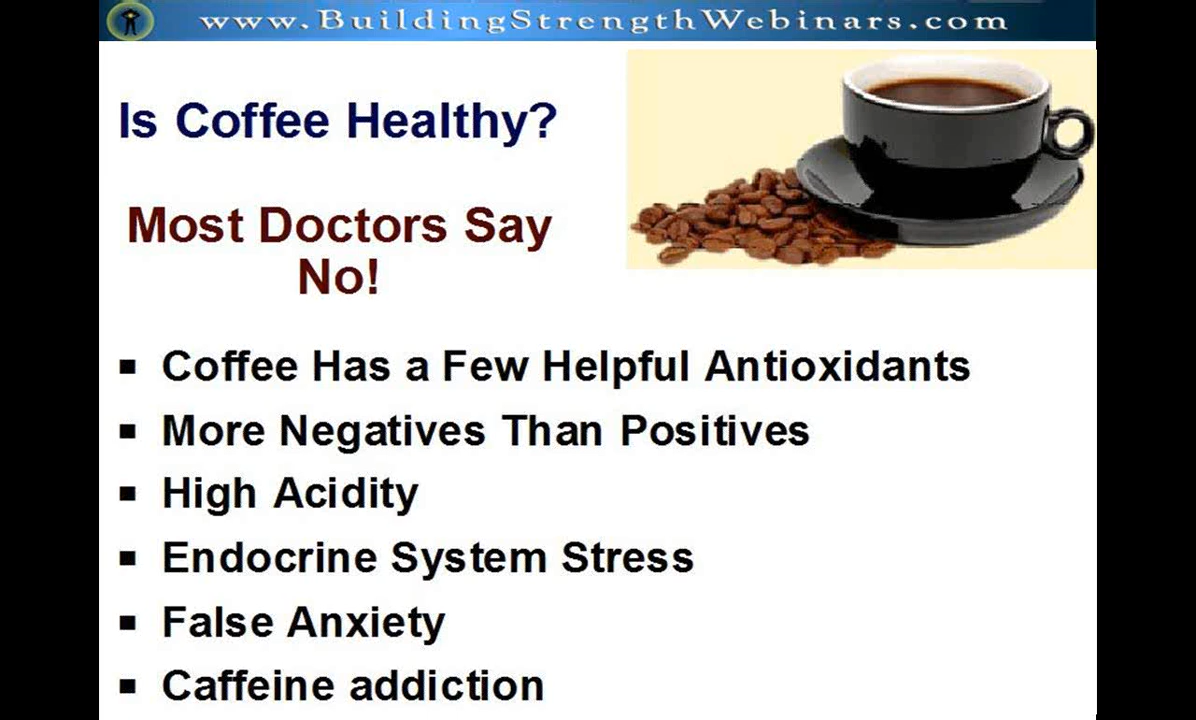 www.BuildingStrengthWebinars.com
Is Coffee Healthy?
Most Doctors Say
No!
▪ Coffee Has a Few Helpful Antioxidants
▪ More Negatives Than Positives
▪ High Acidity
▪ Endocrine System Stress
▪ False Anxiety
▪ Caffeine addiction